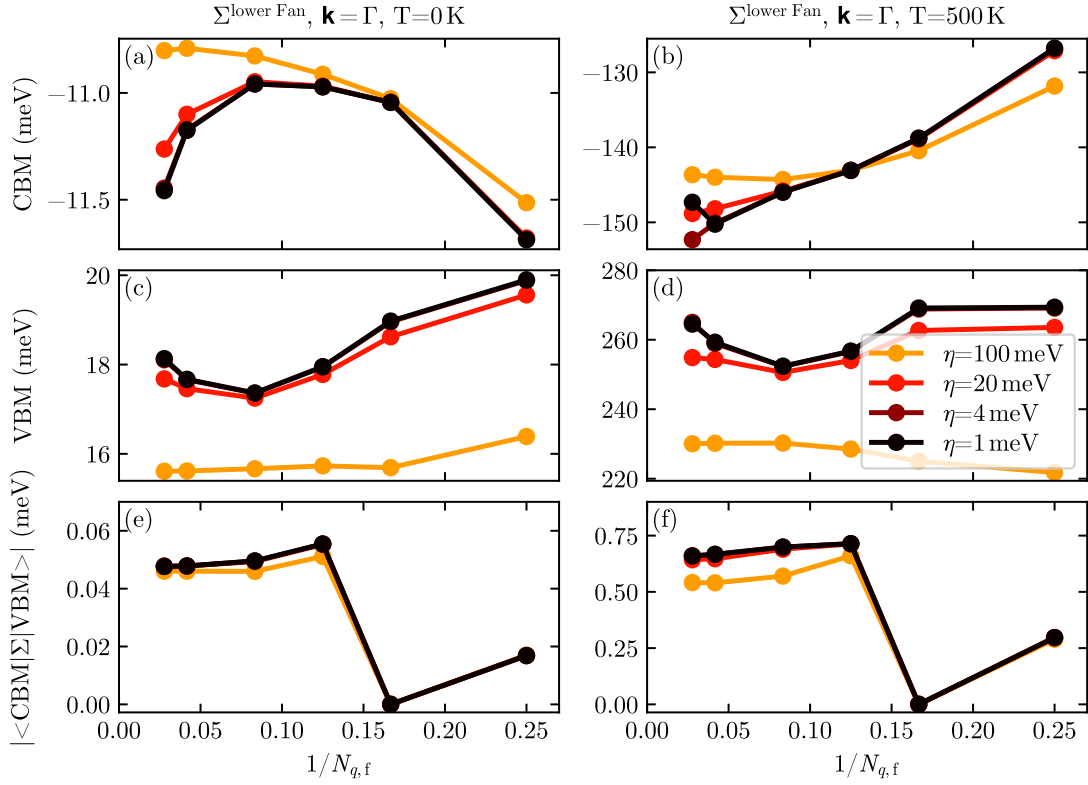 Σ^lower Fan, k=Γ, T=0 K
Σ^lower Fan, k=Γ, T=500 K
CBM (meV)
(a)
−11.0
−11.5
(b)
−130
−140
−150
VBM (meV)
(c)
20
18
16
(d)
280
260
240
220
η=100 meV
η=20 meV
η=4 meV
η=1 meV
|<CBM|Σ|VBM>| (meV)
(e)
0.06
0.04
0.02
0.00
(f)
0.75
0.50
0.25
0.00
0.00 0.05 0.10 0.15 0.20 0.25
0.00 0.05 0.10 0.15 0.20 0.25
1/N_q,f
1/N_q,f